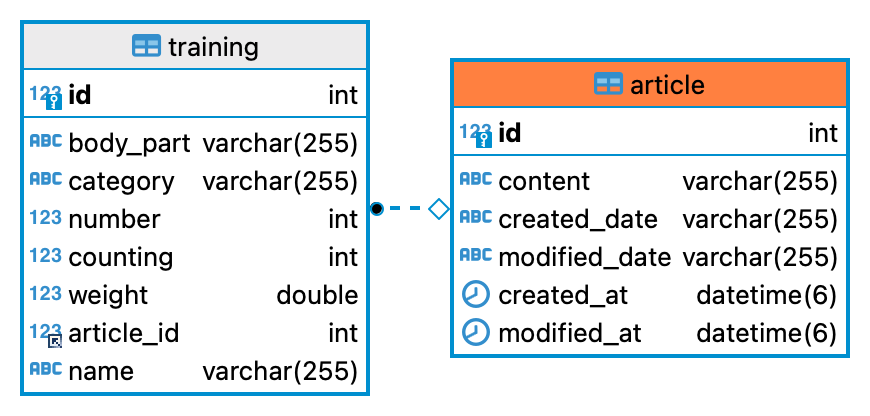 training
123 id int
ABC body_part varchar(255)
ABC category varchar(255)
123 number int
123 counting int
123 weight double
123 article_id int
ABC name varchar(255)
article
123 id int
ABC content varchar(255)
ABC created_date varchar(255)
ABC modified_date varchar(255)
created_at datetime(6)
modified_at datetime(6)